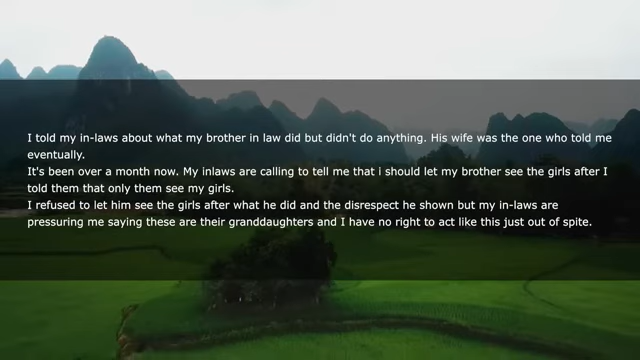 I told my in-laws about what my brother in law did but didn't do anything. His wife was the one who told me
eventually.
It's been over a month now. My inlaws are calling to tell me that i should let my brother see the girls after I
told them that only them see my girls.
I refused to let him see the girls after what he did and the disrespect he shown but my in-laws are
pressuring me saying these are their granddaughters and I have no right to act like this just out of spite.